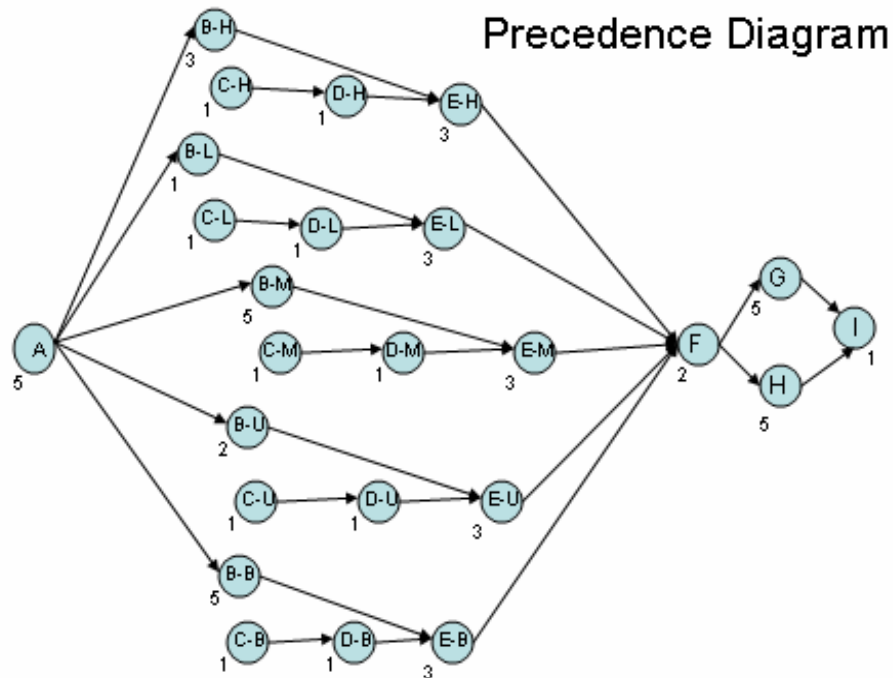 Precedence Diagram
B-H
3
C-H
1
D-H
1
E-H
3
B-L
1
C-L
1
D-L
1
E-L
3
B-M
5
C-M
1
D-M
1
E-M
3
A
5
B-U
2
C-U
1
D-U
1
E-U
3
B-B
5
C-B
1
D-B
1
E-B
3
F
2
G
5
H
5
I
1